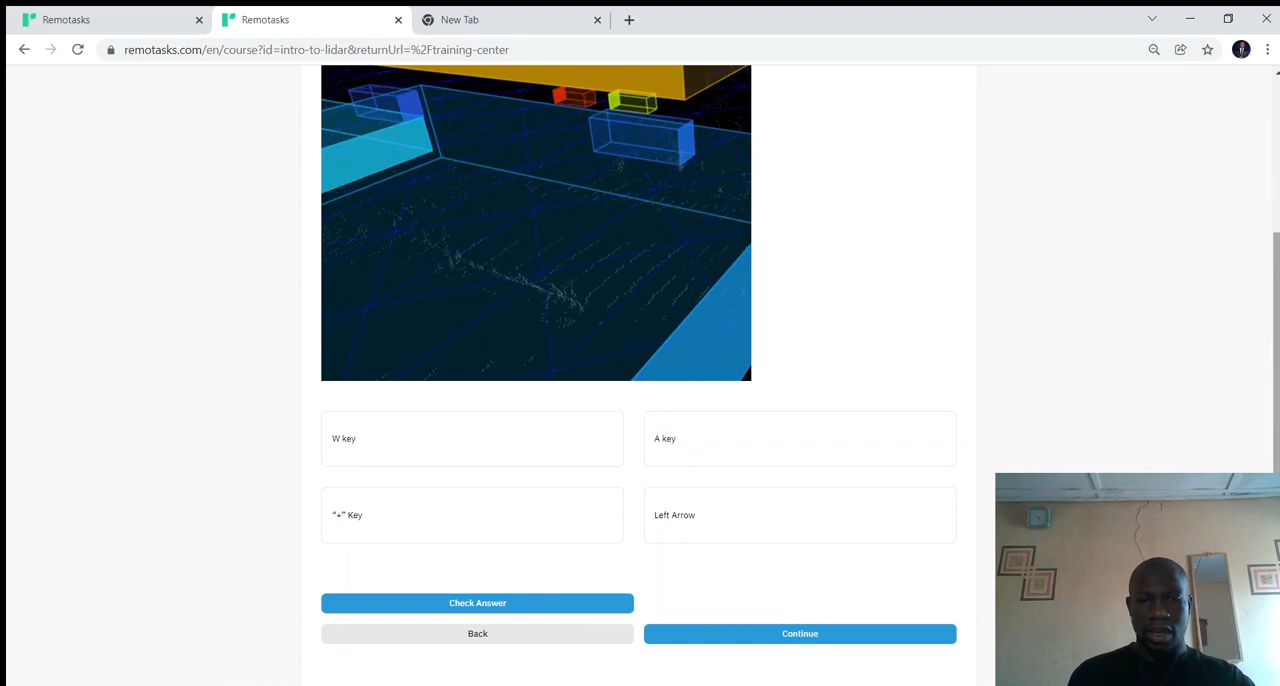 Remotasks
Remotasks
New Tab
remotasks.com/en/course?id=intro-to-lidar&returnUrl=%2Ftraining-center
W key
A key
“+” Key
Left Arrow
Check Answer
Back
Continue